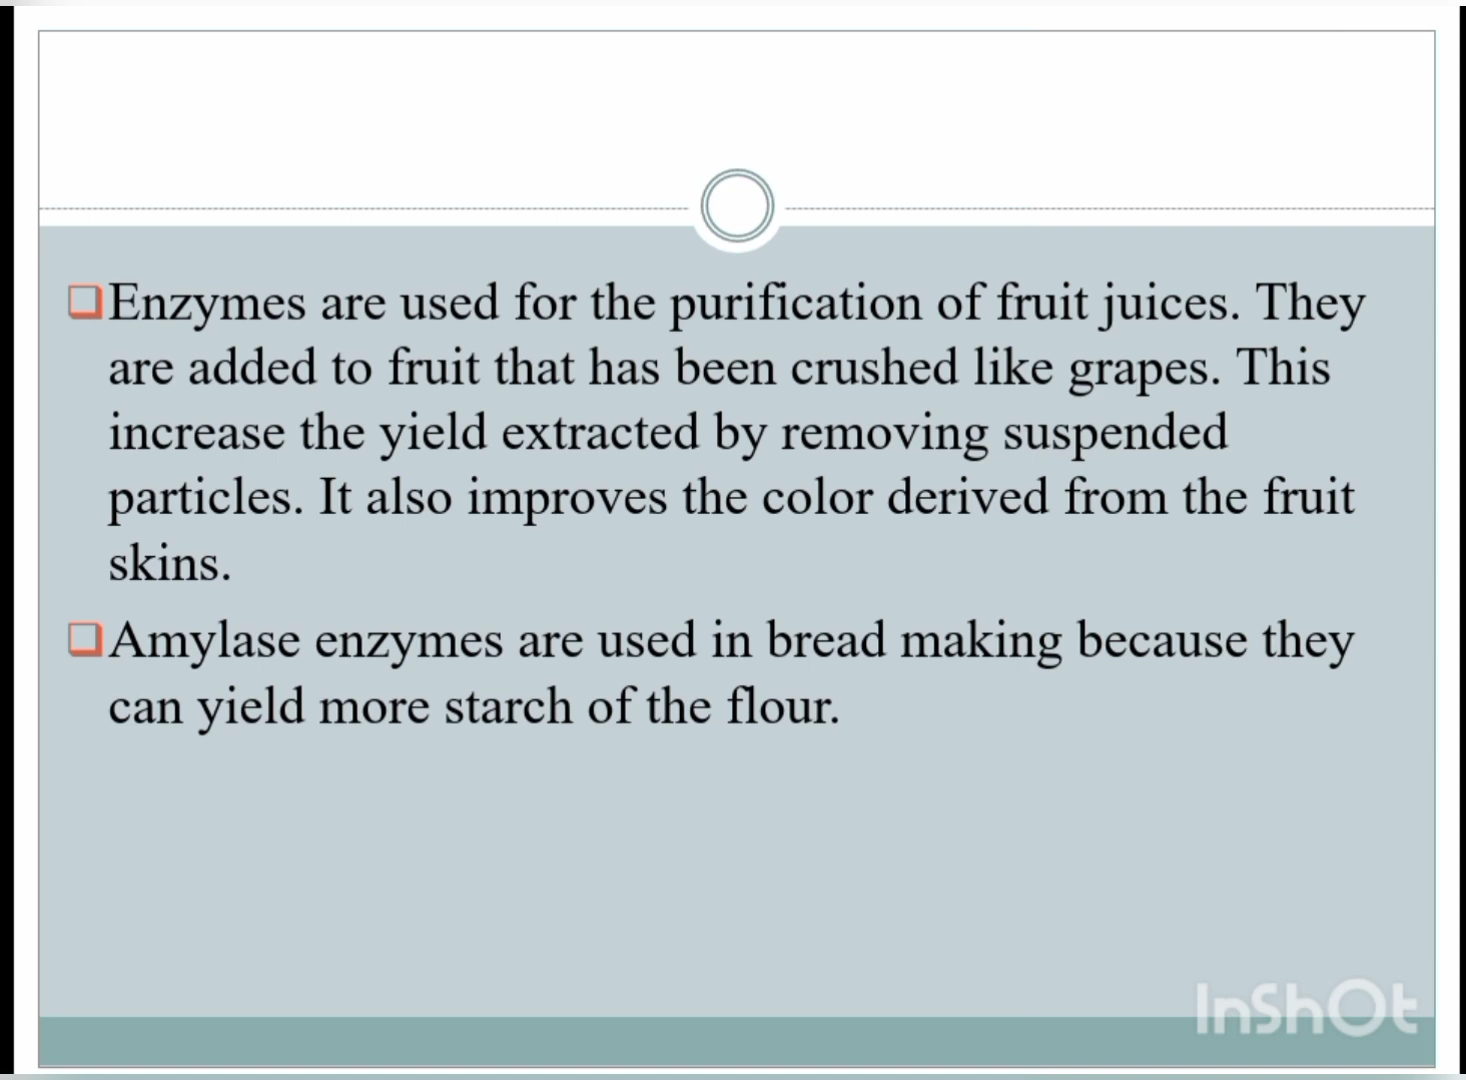 Enzymes are used for the purification of fruit juices. They
are added to fruit that has been crushed like grapes. This
increase the yield extracted by removing suspended
particles. It also improves the color derived from the fruit
skins.
Amylase enzymes are used in bread making because they
can yield more starch of the flour.
InShOt